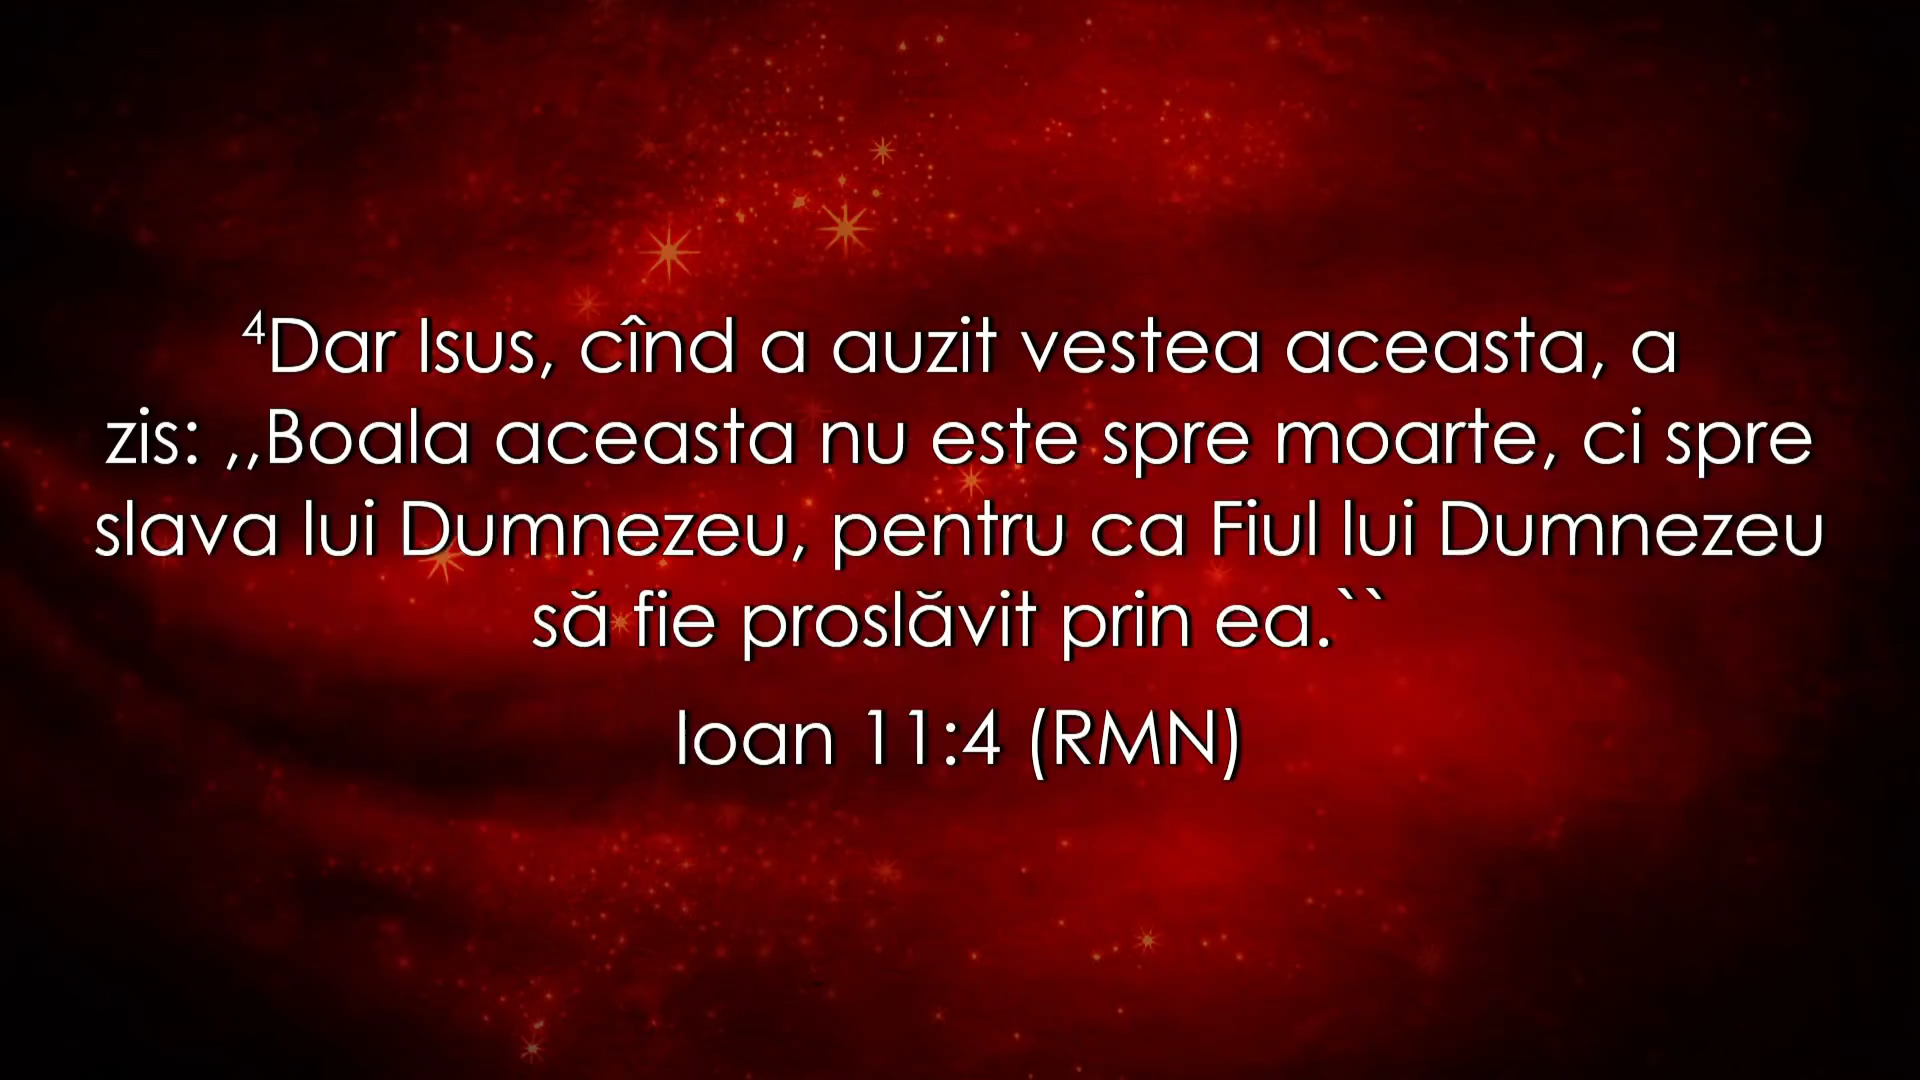 ⁴Dar Isus, cînd a auzit vestea aceasta, a
zis: ,,Boala aceasta nu este spre moarte, ci spre
slava lui Dumnezeu, pentru ca Fiul lui Dumnezeu
să fie proslăvit prin ea.``
Ioan 11:4 (RMN)